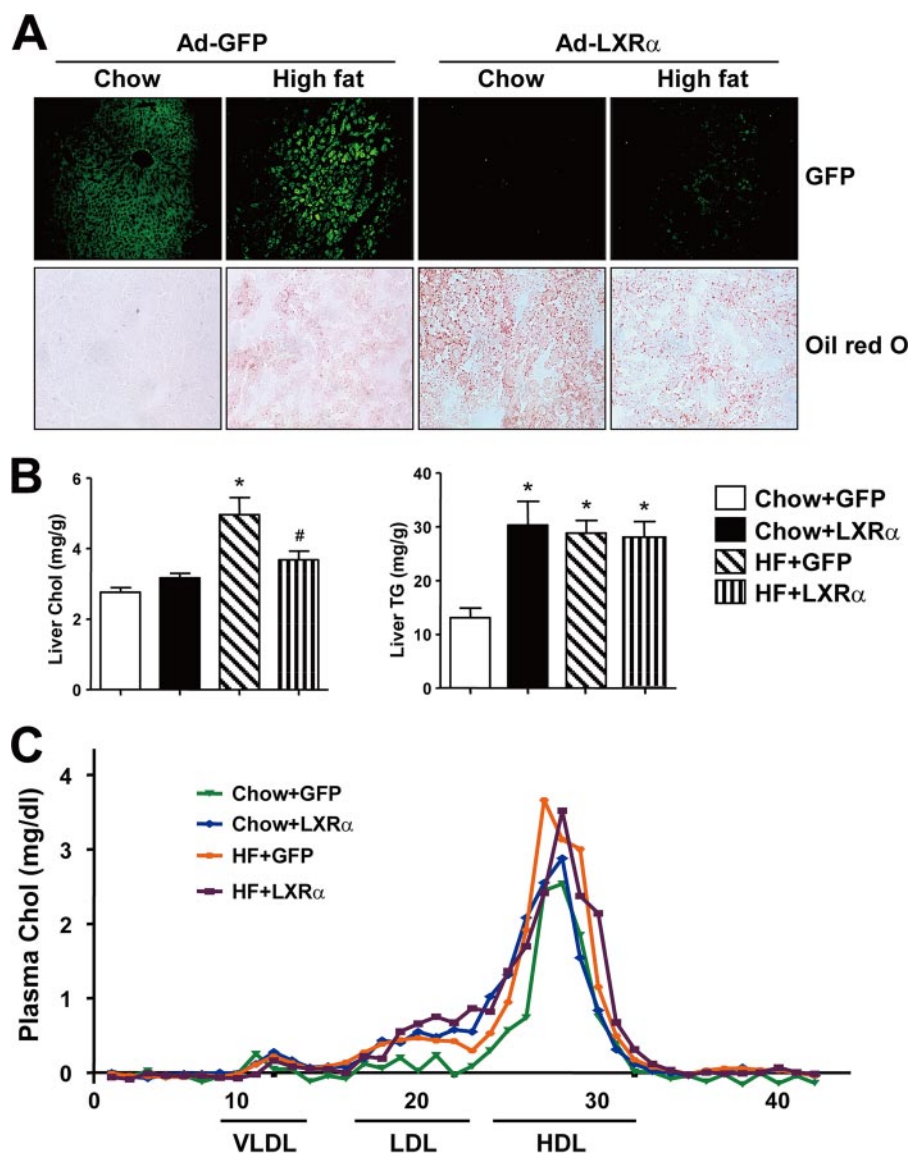 A
Ad-GFP Ad-LXRα
Chow High fat Chow High fat
GFP
Oil red O
B
Liver Chol (mg/g)
6
4
2
0
*
#
Liver TG (mg/g)
40
30
20
10
0
* * *
Chow+GFP
Chow+LXRα
HF+GFP
HF+LXRα
C
Plasma Chol (mg/dl)
4
3
2
1
0
Chow+GFP
Chow+LXRα
HF+GFP
HF+LXRα
0 10 20 30 40
VLDL LDL HDL